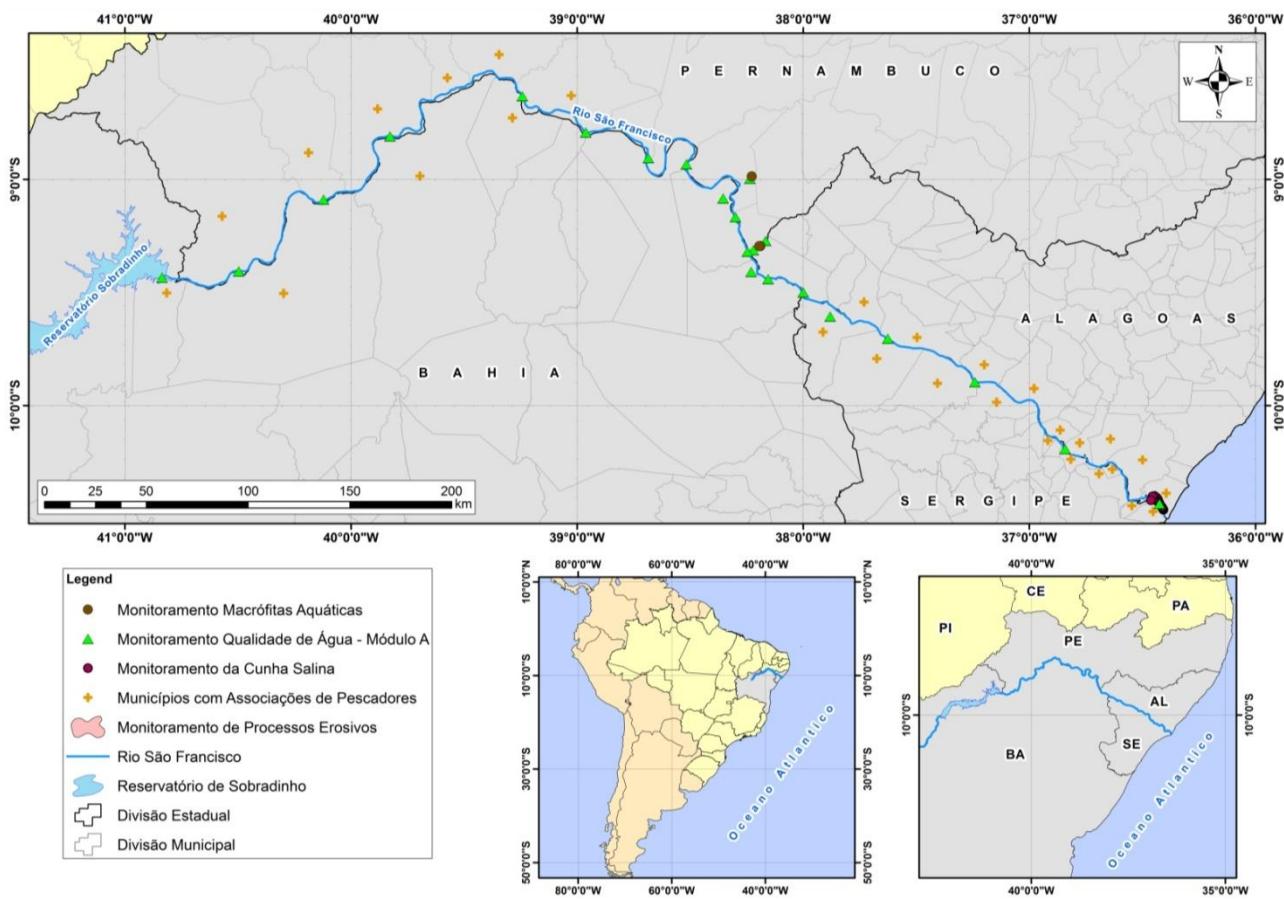 41°0'0"W 40°0'0"W 39°0'0"W 38°0'0"W 37°0'0"W 36°0'0"W
P E R N A M B U C O
N
W E
S
Rio São Francisco
9°0'0"S 9°0'0"S
Reservatório Sobradinho
A L A G O A S
B A H I A
10°0'0"S 10°0'0"S
S E R G I P E
0 25 50 100 150 200
km
41°0'0"W 40°0'0"W 39°0'0"W 38°0'0"W 37°0'0"W 36°0'0"W
Legend
Monitoramento Macrófitas Aquáticas
Monitoramento Qualidade de Água - Módulo A
Monitoramento da Cunha Salina
Municípios com Associações de Pescadores
Monitoramento de Processos Erosivos
Rio São Francisco
Reservatório de Sobradinho
Divisão Estadual
Divisão Municipal
80°0'0"W 60°0'0"W 40°0'0"W
10°0'0"N 10°0'0"N
10°0'0"S 10°0'0"S
30°0'0"S 30°0'0"S
50°0'0"S 50°0'0"S
Oceano Atlantico
80°0'0"W 60°0'0"W 40°0'0"W
CE
PA
PI
PE
AL
10°0'0"S 10°0'0"S
SE
BA
Oceano Atlantico
40°0'0"W 35°0'0"W